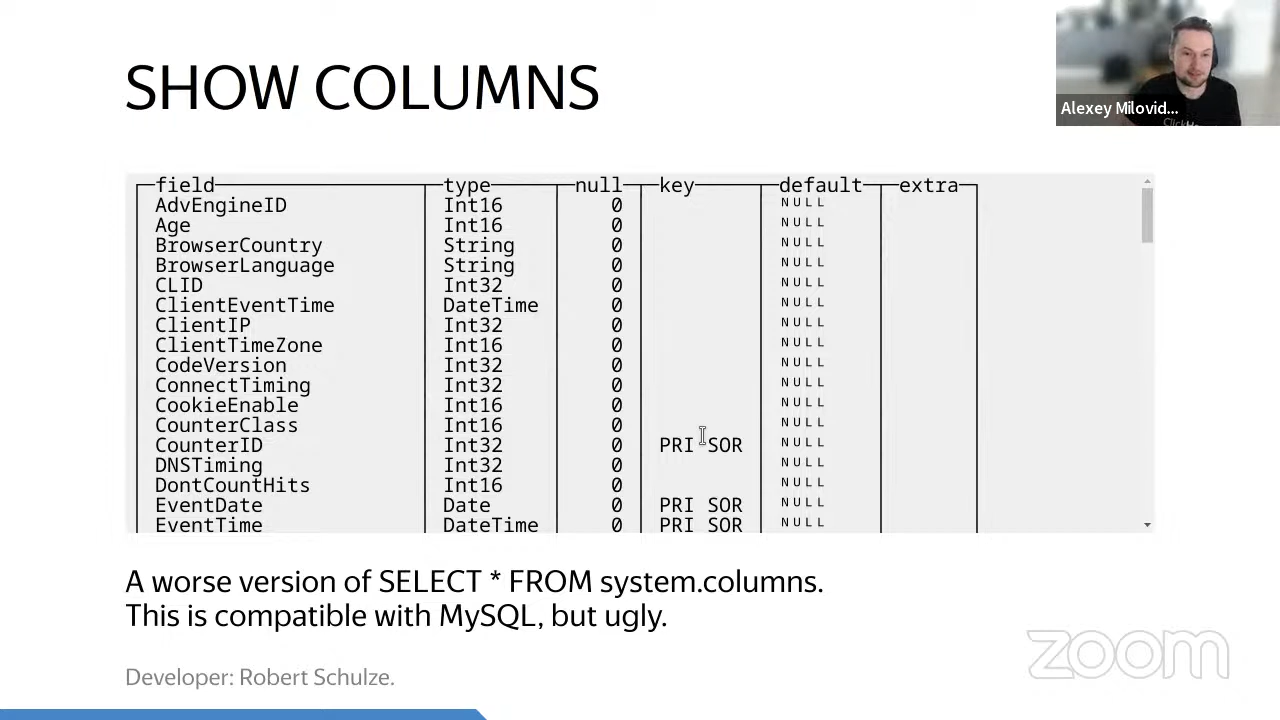 SHOW COLUMNS
Alexey Milovid...
field type null key default extra
AdvEngineID Int16 0 NULL
Age Int16 0 NULL
BrowserCountry String 0 NULL
BrowserLanguage String 0 NULL
CLID Int32 0 NULL
ClientEventTime DateTime 0 NULL
ClientIP Int32 0 NULL
ClientTimeZone Int16 0 NULL
CodeVersion Int32 0 NULL
ConnectTiming Int32 0 NULL
CookieEnable Int16 0 NULL
CounterClass Int16 0 NULL
CounterID Int32 0 PRI SOR NULL
DNSTiming Int32 0 NULL
DontCountHits Int16 0 NULL
EventDate Date 0 PRI SOR NULL
EventTime DateTime 0 PRI SOR NULL
A worse version of SELECT * FROM system.columns.
This is compatible with MySQL, but ugly.
Developer: Robert Schulze.
zoom